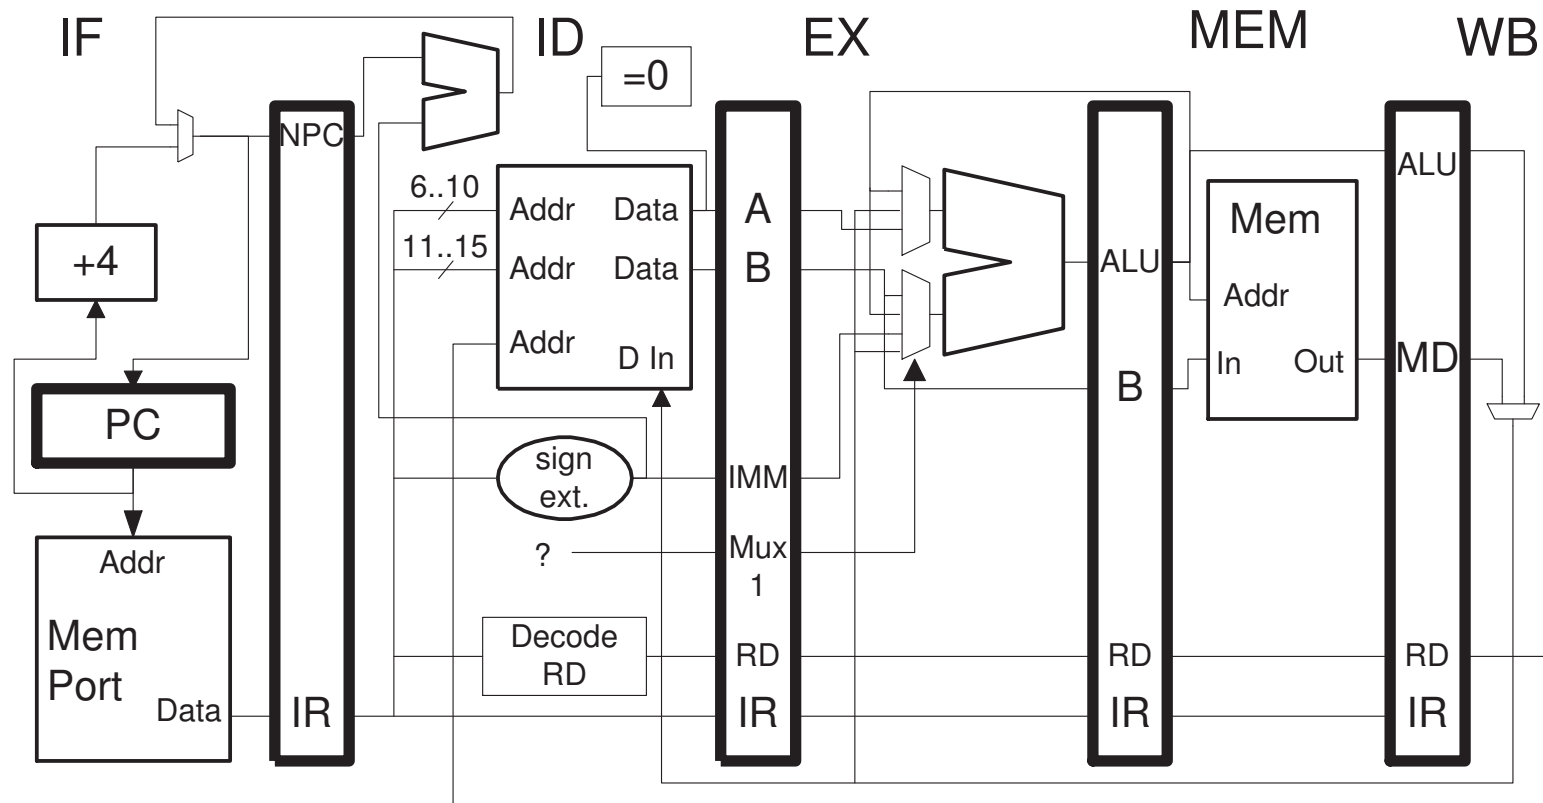 IF
ID
EX
MEM
WB
=0
NPC
ALU
6..10
Addr
Data
A
Mem
11..15
Addr
Data
B
+4
ALU
Addr
Addr
D In
In
Out
MD
B
PC
sign
ext.
IMM
?
Mux
1
Addr
Mem
Port
Data
Decode
RD
RD
RD
RD
IR
IR
IR
IR